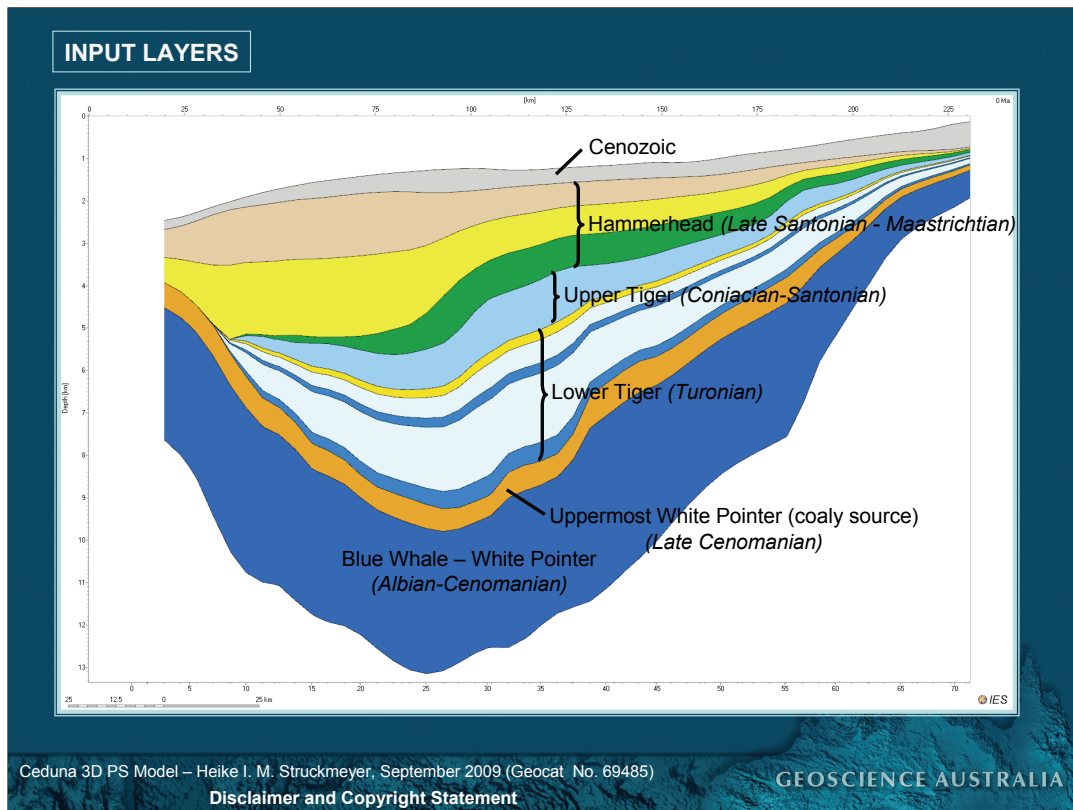 INPUT LAYERS
[km]
0 25 50 75 100 125 150 175 200 225
0 Ma
0
1
2
3
4
5
6
7
8
9
10
11
12
13
Depth [km]
Cenozoic
Hammerhead (Late Santonian - Maastrichtian)
Upper Tiger (Coniacian-Santonian)
Lower Tiger (Turonian)
Uppermost White Pointer (coaly source)
(Late Cenomanian)
Blue Whale – White Pointer
(Albian-Cenomanian)
0 5 10 15 20 25 30 35 40 45 50 55 60 65 70
25 12.5 0 25 km
IES
Ceduna 3D PS Model – Heike I. M. Struckmeyer, September 2009 (Geocat No. 69485)
Disclaimer and Copyright Statement
GEOSCIENCE AUSTRALIA